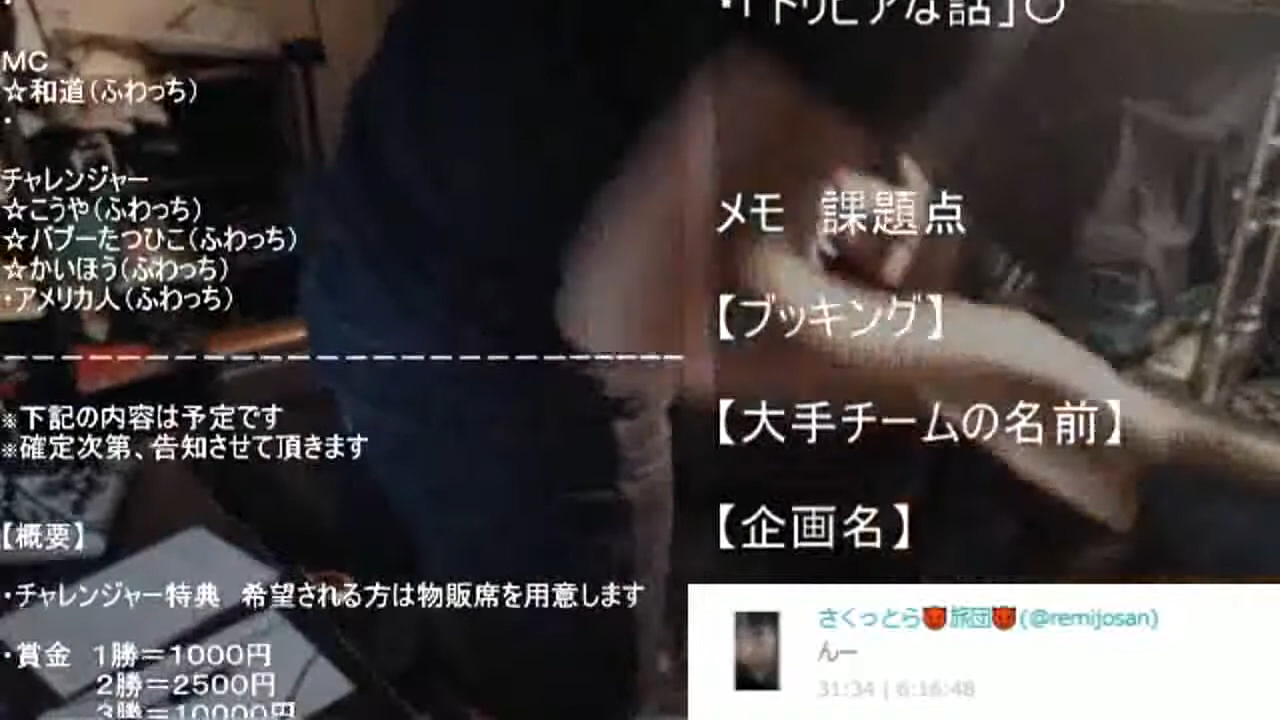 MC
☆和道(ふわっち)
・
チャレンジャー
☆こうや(ふわっち)
☆バブーたつひこ(ふわっち)
☆かいほう(ふわっち)
・アメリカ人(ふわっち)
※下記の内容は予定です
※確定次第、告知させて頂きます
【概要】
・チャレンジャー特典 希望される方は物販席を用意します
・賞金 1勝=1000円
2勝=2500円
3勝=10000円
・「トリビアな話」〇
メモ 課題点
【ブッキング】
【大手チームの名前】
【企画名】
さくっとら👿旅団👿(@remijosan)
んー
31:34 | 6:16:48